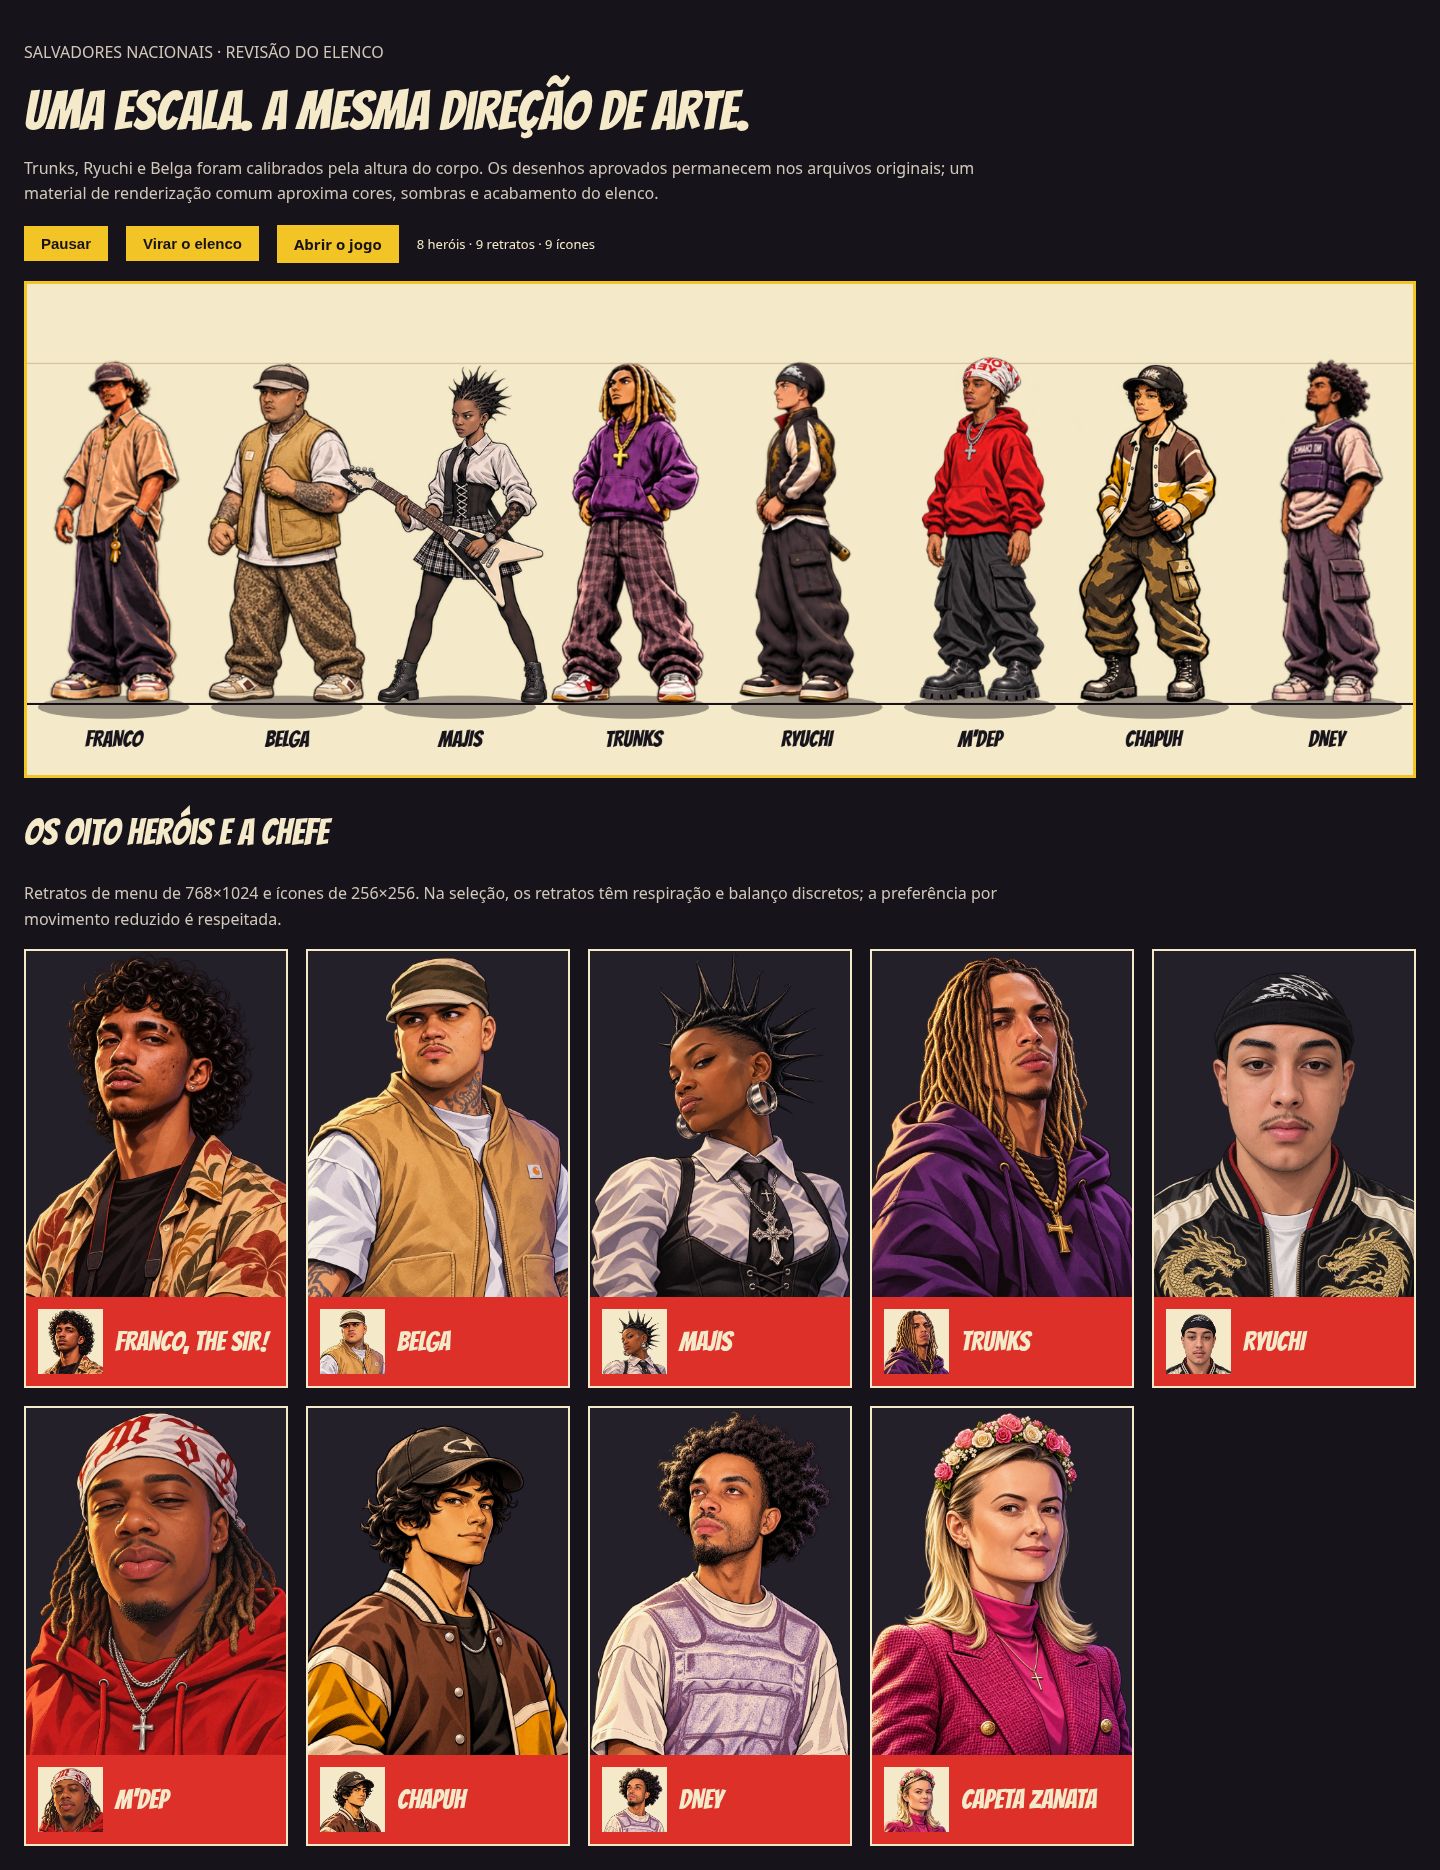 SALVADORES NACIONAIS · REVISÃO DO ELENCO
UMA ESCALA. A MESMA DIREÇÃO DE ARTE.
Trunks, Ryuchi e Belga foram calibrados pela altura do corpo. Os desenhos aprovados permanecem nos arquivos originais; um
material de renderização comum aproxima cores, sombras e acabamento do elenco.
Pausar
Virar o elenco
Abrir o jogo
8 heróis · 9 retratos · 9 ícones
FRANCO
BELGA
MAJIS
TRUNKS
RYUCHI
M'DEP
CHAPUH
DNEY
OS OITO HERÓIS E A CHEFE
Retratos de menu de 768×1024 e ícones de 256×256. Na seleção, os retratos têm respiração e balanço discretos; a preferência por
movimento reduzido é respeitada.
FRANCO, THE SIR!
BELGA
MAJIS
TRUNKS
RYUCHI
M'DEP
CHAPUH
DNEY
CAPETA ZANATA